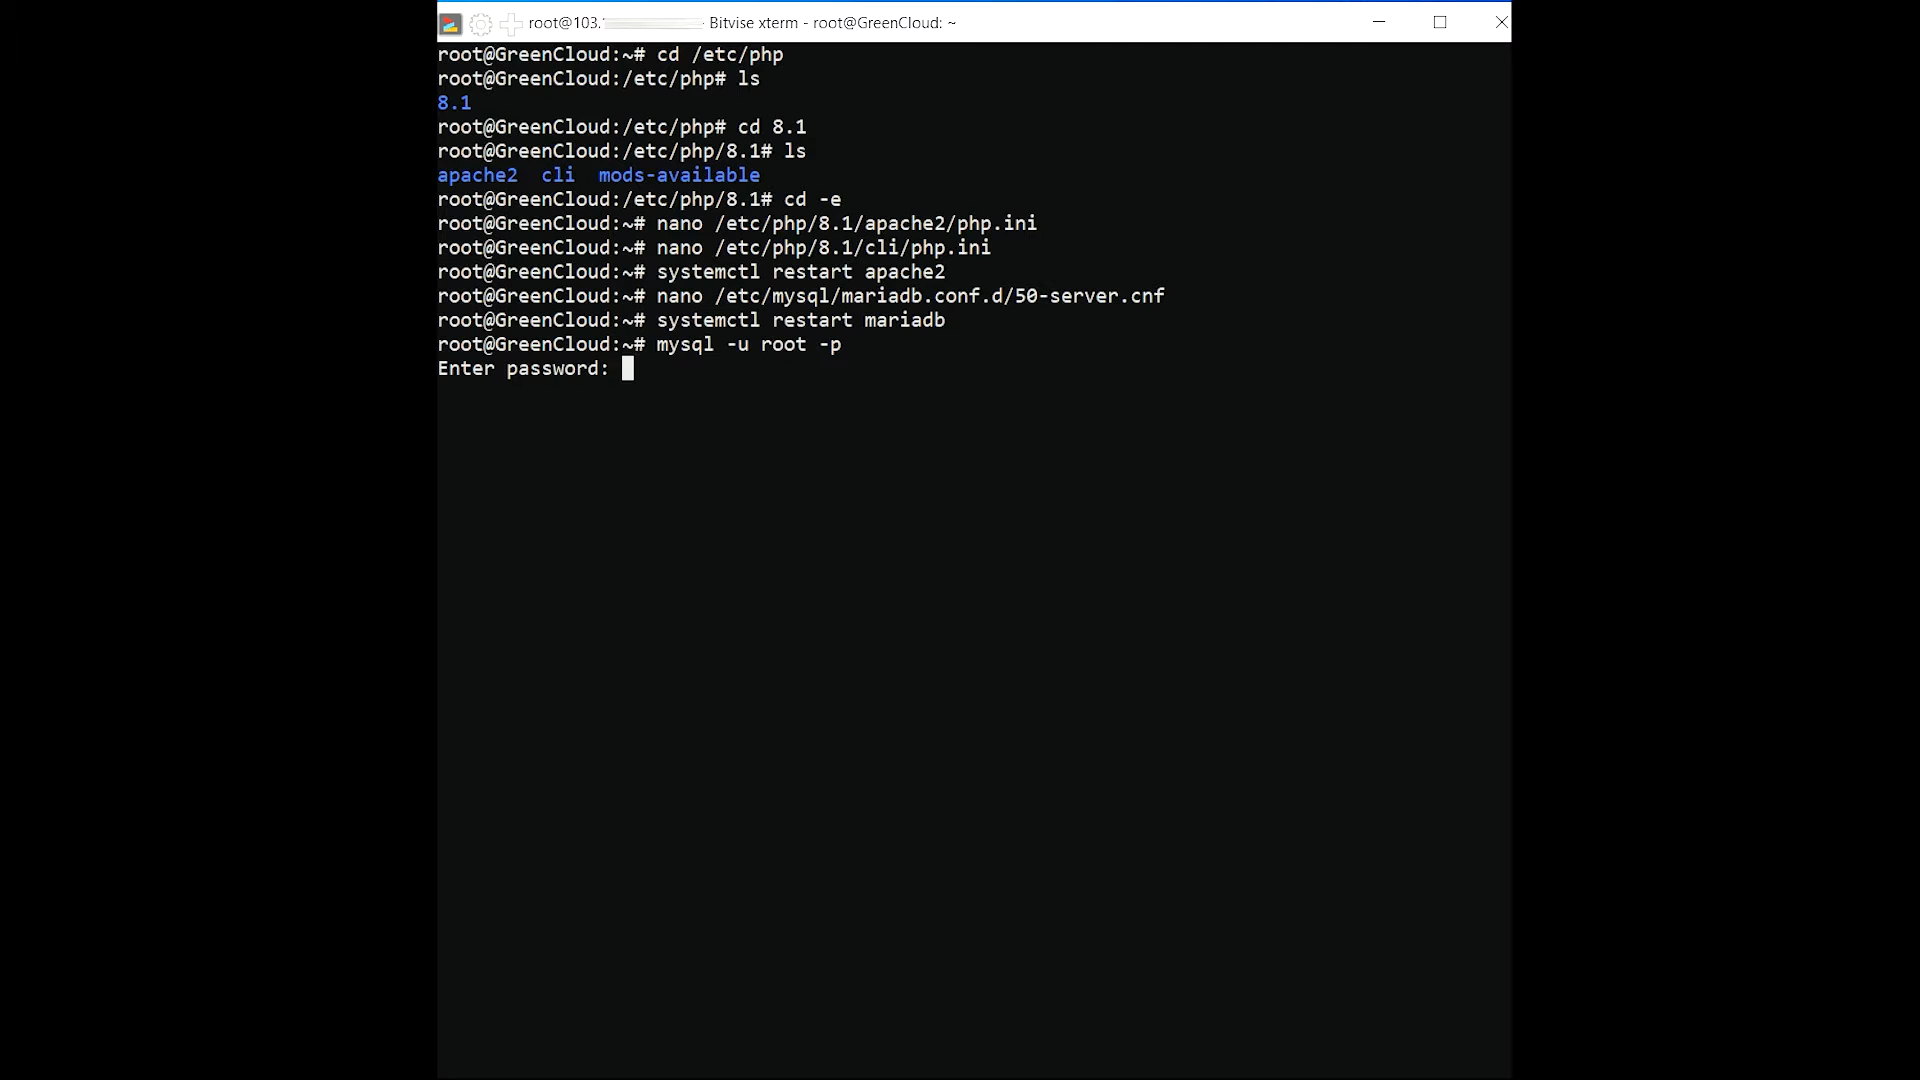 root@103. Bitvise xterm - root@GreenCloud: ~
root@GreenCloud:~# cd /etc/php
root@GreenCloud:/etc/php# ls
8.1
root@GreenCloud:/etc/php# cd 8.1
root@GreenCloud:/etc/php/8.1# ls
apache2  cli  mods-available
root@GreenCloud:/etc/php/8.1# cd -e
root@GreenCloud:~# nano /etc/php/8.1/apache2/php.ini
root@GreenCloud:~# nano /etc/php/8.1/cli/php.ini
root@GreenCloud:~# systemctl restart apache2
root@GreenCloud:~# nano /etc/mysql/mariadb.conf.d/50-server.cnf
root@GreenCloud:~# systemctl restart mariadb
root@GreenCloud:~# mysql -u root -p
Enter password: